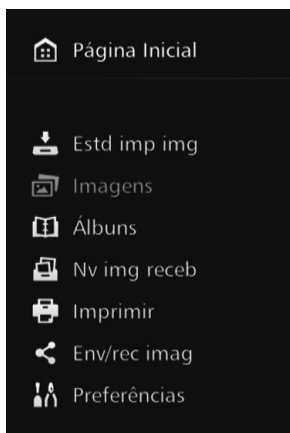 Página Inicial
Estd imp img
Imagens
Álbuns
Nv img receb
Imprimir
Env/rec imag
Preferências